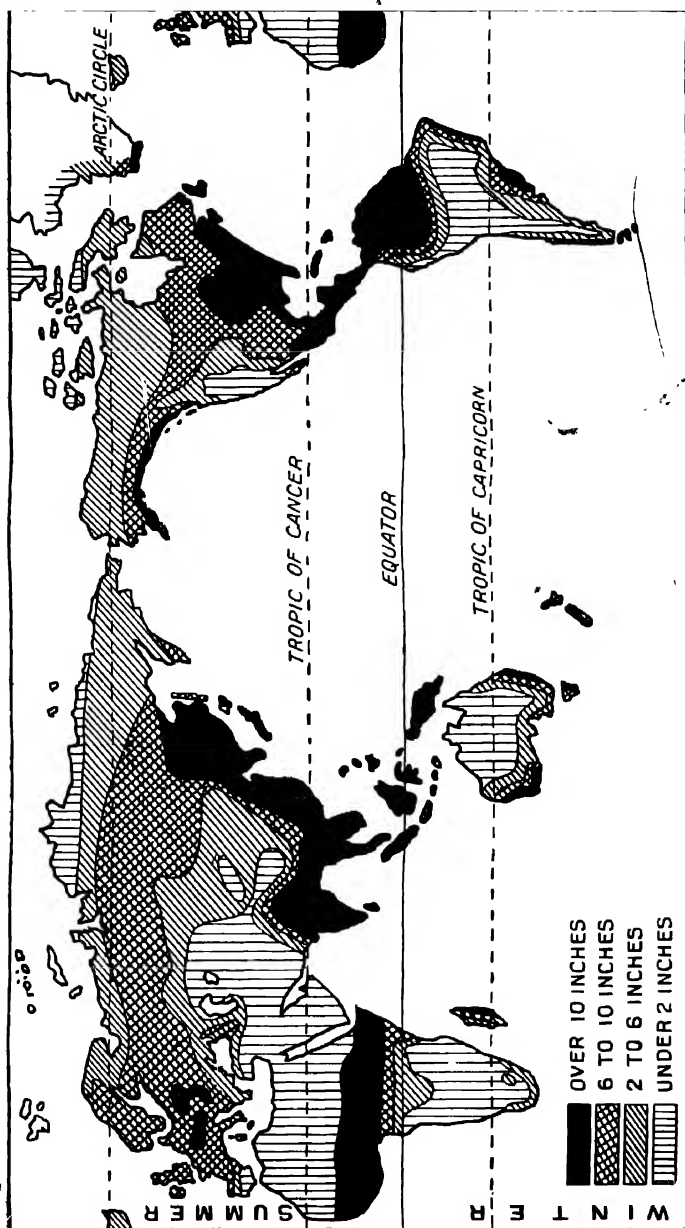 ARCTIC CIRCLE
TROPIC OF CANCER
EQUATOR
TROPIC OF CAPRICORN
SUMMER
WINTER
OVER 10 INCHES
6 TO 10 INCHES
2 TO 6 INCHES
UNDER 2 INCHES